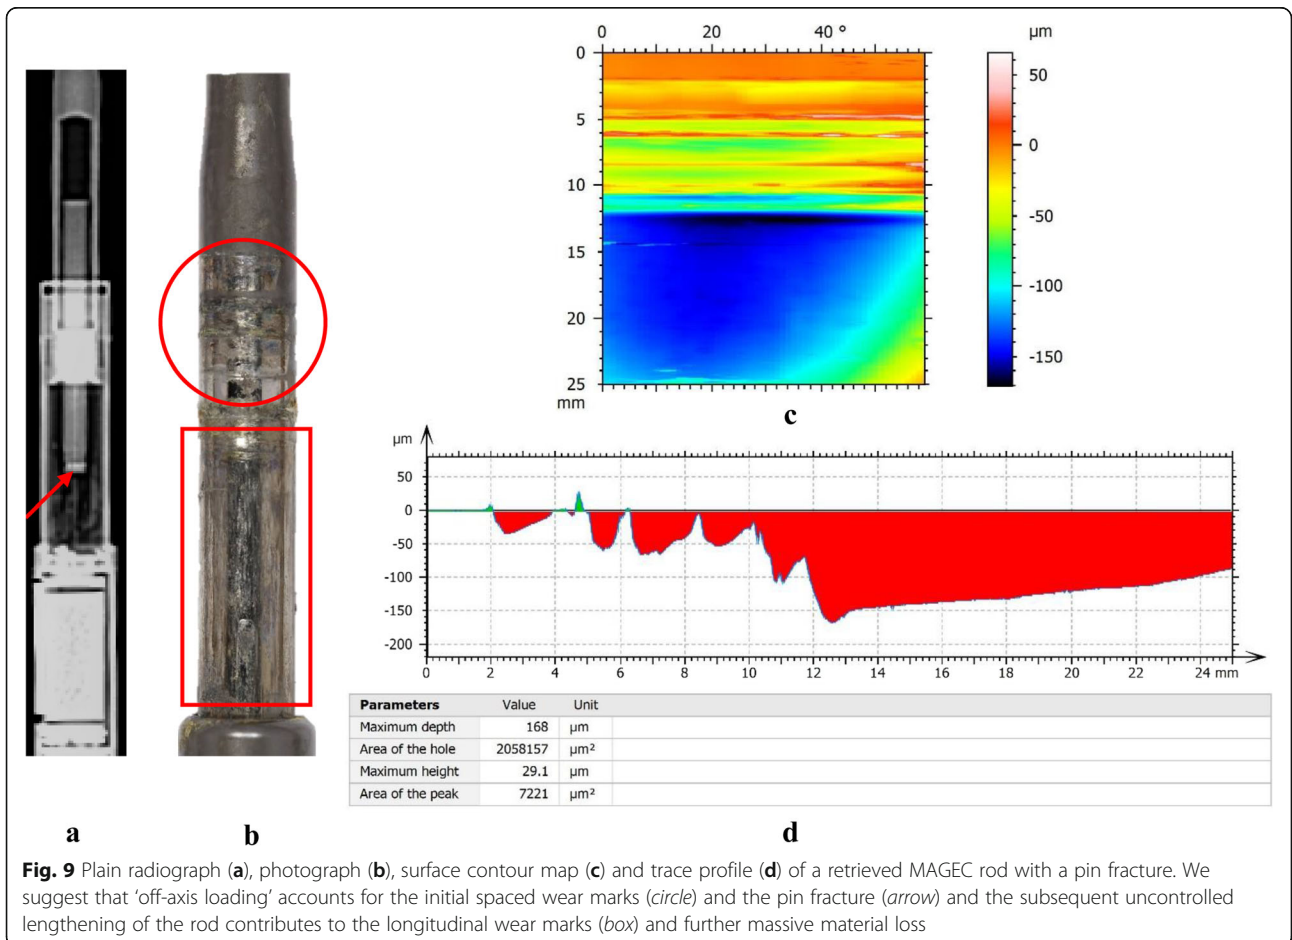 0 20 40 °
0
5
10
15
20
25
mm
µm
50
0
-50
-100
-150
c
µm
50
0
-50
-100
-150
-200
0 2 4 6 8 10 12 14 16 18 20 22 24 mm
Parameters Value Unit
Maximum depth 168 µm
Area of the hole 2058157 µm²
Maximum height 29.1 µm
Area of the peak 7221 µm²
a b d
Fig. 9 Plain radiograph (a), photograph (b), surface contour map (c) and trace profile (d) of a retrieved MAGEC rod with a pin fracture. We
suggest that ‘off-axis loading’ accounts for the initial spaced wear marks (circle) and the pin fracture (arrow) and the subsequent uncontrolled
lengthening of the rod contributes to the longitudinal wear marks (box) and further massive material loss